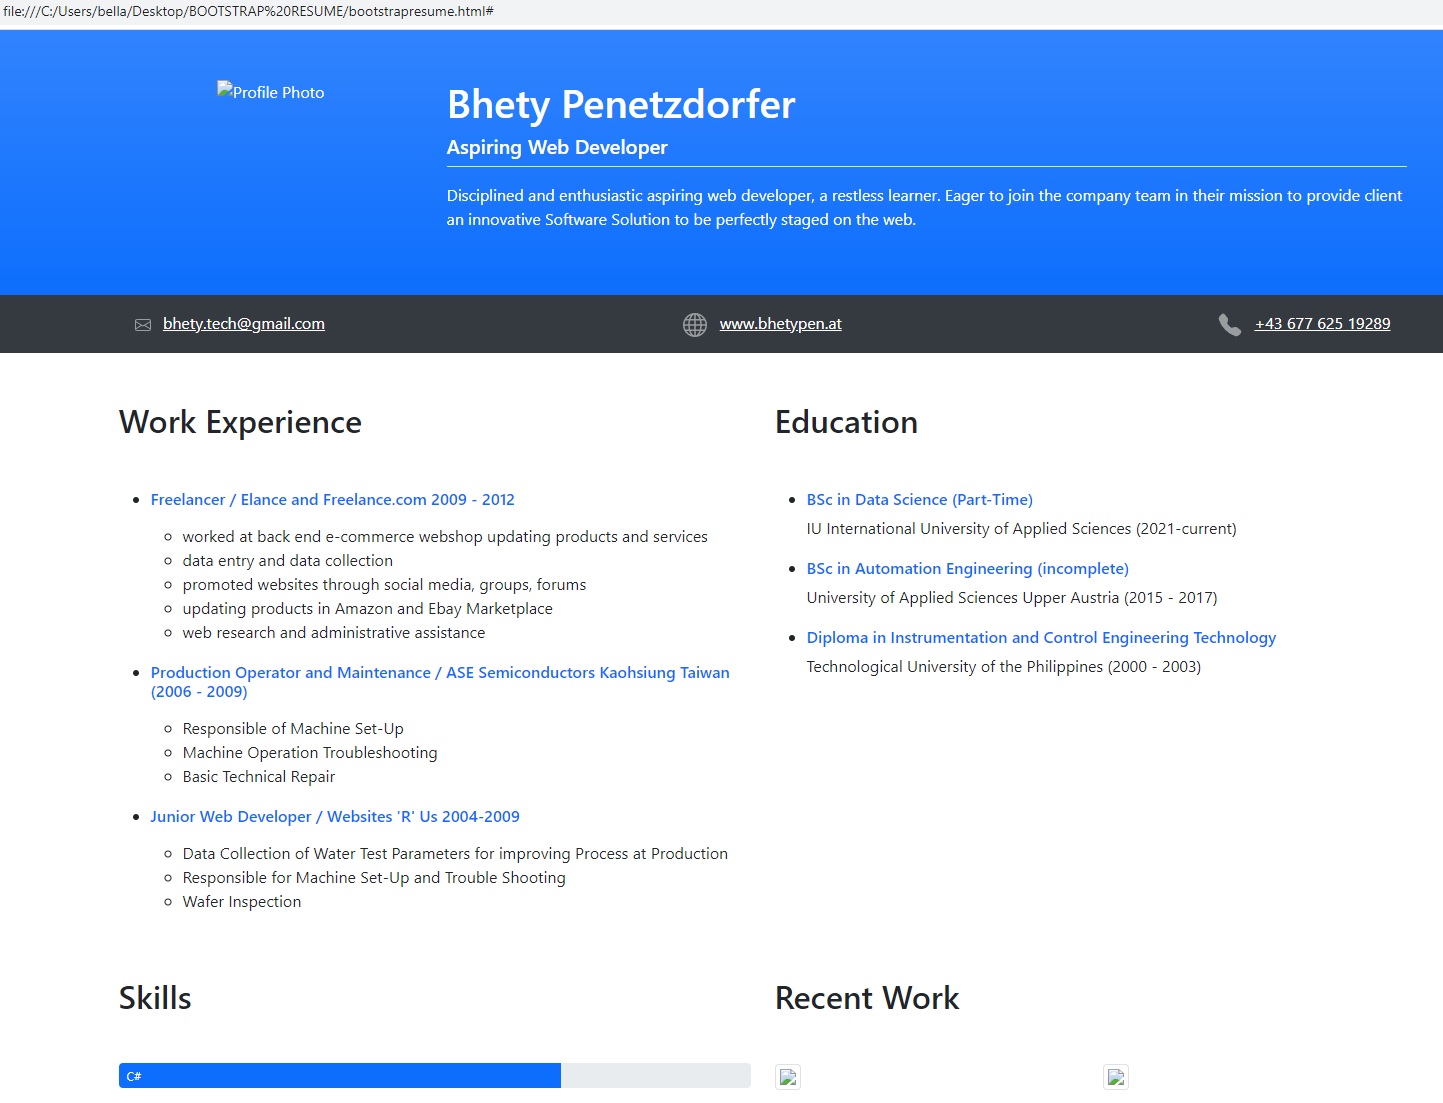 file:///C:/Users/bella/Desktop/BOOTSTRAP%20RESUME/bootstrapresume.html#
Profile Photo
Bhety Penetzdorfer
Aspiring Web Developer
Disciplined and enthusiastic aspiring web developer, a restless learner. Eager to join the company team in their mission to provide client
an innovative Software Solution to be perfectly staged on the web.
bhety.tech@gmail.com
www.bhetypen.at
+43 677 625 19289
Work Experience
Freelancer / Elance and Freelance.com 2009 - 2012
worked at back end e-commerce webshop updating products and services
data entry and data collection
promoted websites through social media, groups, forums
updating products in Amazon and Ebay Marketplace
web research and administrative assistance
Production Operator and Maintenance / ASE Semiconductors Kaohsiung Taiwan
(2006 - 2009)
Responsible of Machine Set-Up
Machine Operation Troubleshooting
Basic Technical Repair
Junior Web Developer / Websites 'R' Us 2004-2009
Data Collection of Water Test Parameters for improving Process at Production
Responsible for Machine Set-Up and Trouble Shooting
Wafer Inspection
Education
BSc in Data Science (Part-Time)
IU International University of Applied Sciences (2021-current)
BSc in Automation Engineering (incomplete)
University of Applied Sciences Upper Austria (2015 - 2017)
Diploma in Instrumentation and Control Engineering Technology
Technological University of the Philippines (2000 - 2003)
Skills
C#
Recent Work